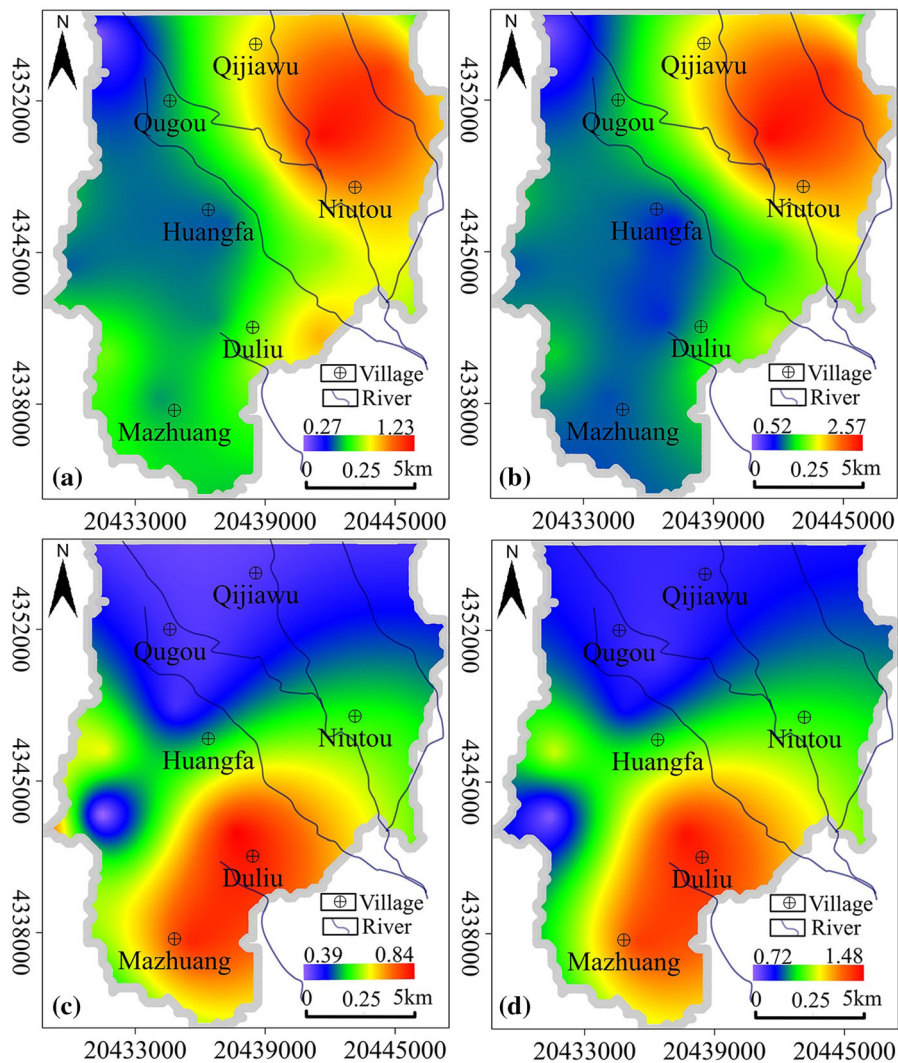 N
Qijiawu
Qugou
Niutou
Huangfa
Duliu
Mazhuang
4352000
4345000
4338000
Village
River
0.27 1.23
0 0.25 5km
(a)
20433000 20439000 20445000
N
Qijiawu
Qugou
Niutou
Huangfa
Duliu
Mazhuang
4352000
4345000
4338000
Village
River
0.52 2.57
0 0.25 5km
(b)
20433000 20439000 20445000
N
Qijiawu
Qugou
Niutou
Huangfa
Duliu
Mazhuang
4352000
4345000
4338000
Village
River
0.39 0.84
0 0.25 5km
(c)
20433000 20439000 20445000
N
Qijiawu
Qugou
Niutou
Huangfa
Duliu
Mazhuang
4352000
4345000
4338000
Village
River
0.72 1.48
0 0.25 5km
(d)
20433000 20439000 20445000